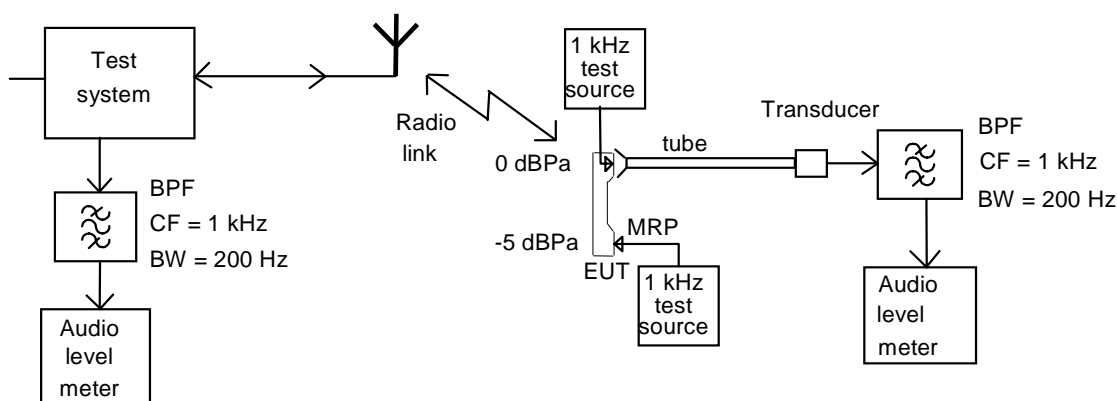 Test
system
BPF
CF = 1 kHz
BW = 200 Hz
Audio
level
meter
Radio
link
1 kHz
test
source
0 dBPa
tube
Transducer
BPF
CF = 1 kHz
BW = 200 Hz
-5 dBPa
MRP
EUT
1 kHz
test
source
Audio
level
meter